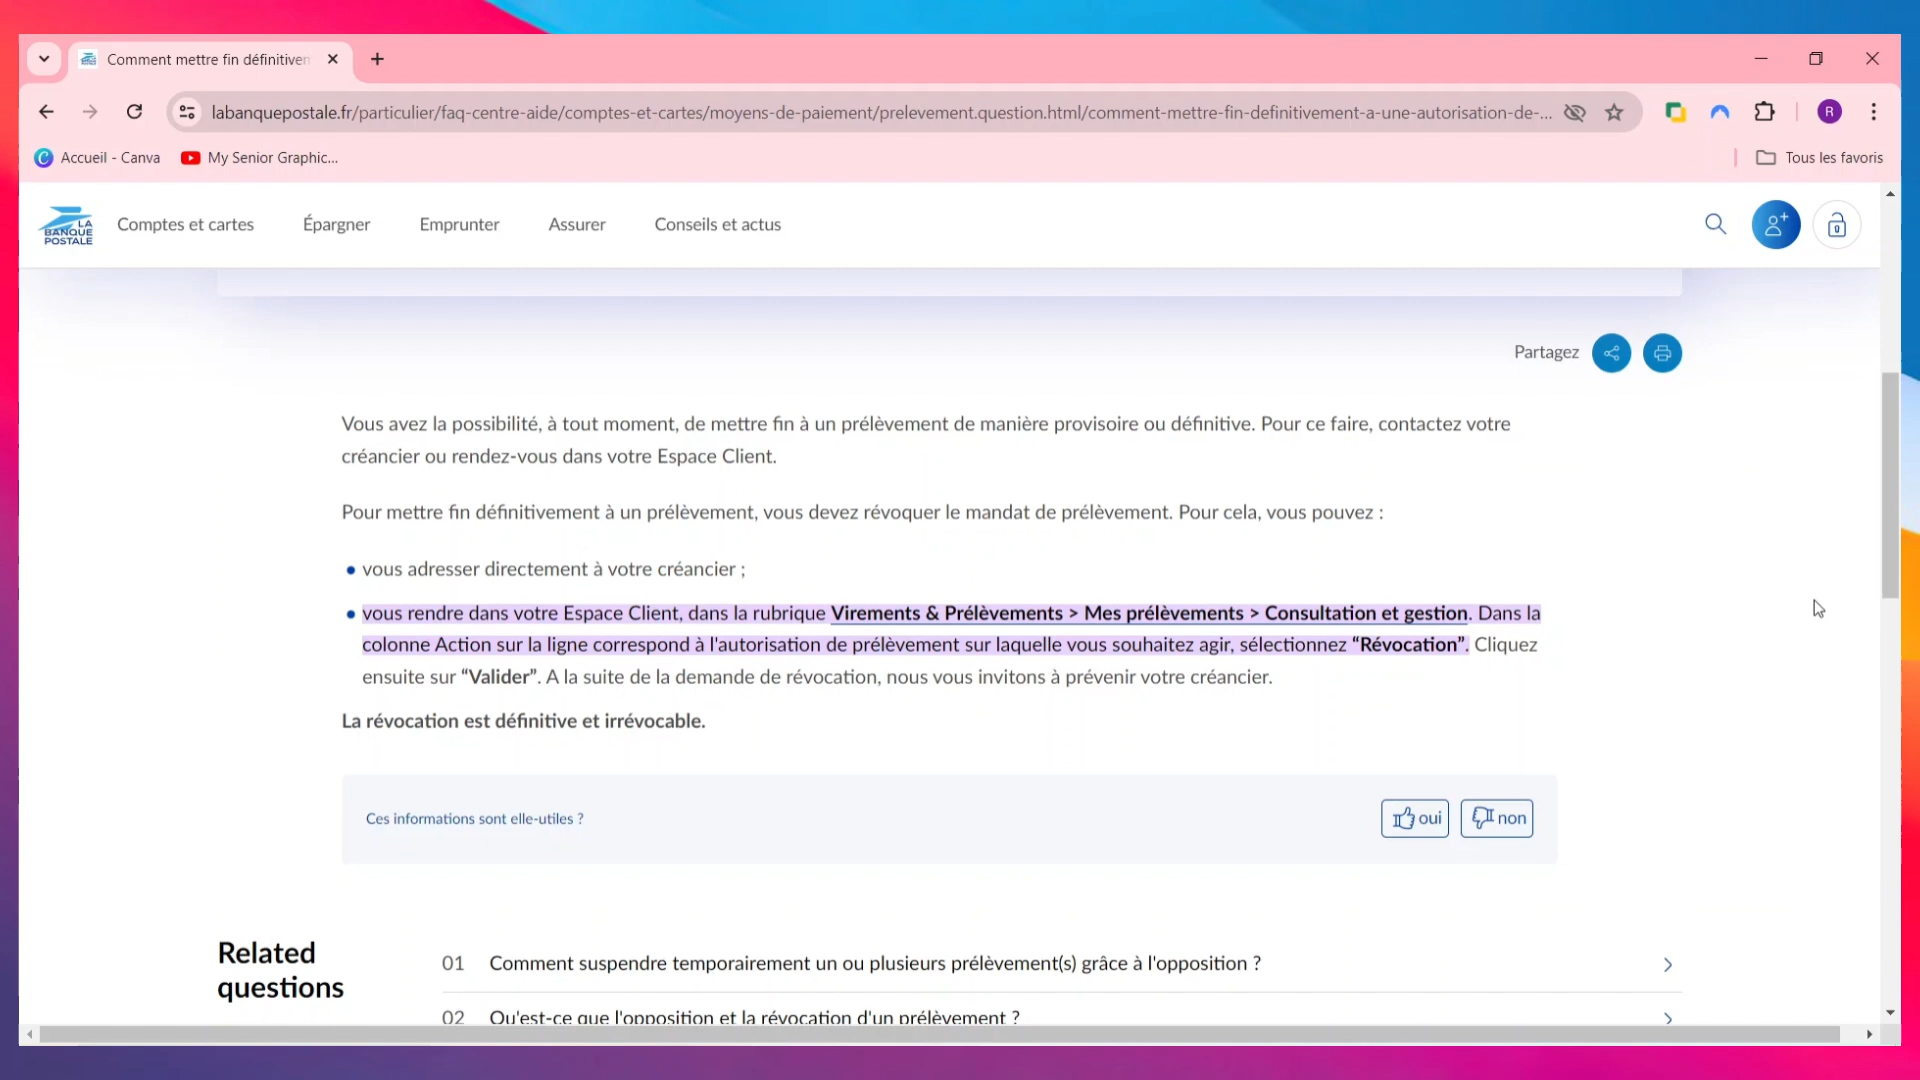 Comment mettre fin définitiven
labanquepostale.fr/particulier/faq-centre-aide/comptes-et-cartes/moyens-de-paiement/prelevement.question.html/comment-mettre-fin-definitivement-a-une-autorisation-de-...
R
Accueil - Canva
My Senior Graphic...
Tous les favoris
LA
BANQUE
POSTALE
Comptes et cartes
Épargner
Emprunter
Assurer
Conseils et actus
Partagez
Vous avez la possibilité, à tout moment, de mettre fin à un prélèvement de manière provisoire ou définitive. Pour ce faire, contactez votre
créancier ou rendez-vous dans votre Espace Client.
Pour mettre fin définitivement à un prélèvement, vous devez révoquer le mandat de prélèvement. Pour cela, vous pouvez :
• vous adresser directement à votre créancier ;
• vous rendre dans votre Espace Client, dans la rubrique Virements & Prélèvements > Mes prélèvements > Consultation et gestion. Dans la
colonne Action sur la ligne correspond à l'autorisation de prélèvement sur laquelle vous souhaitez agir, sélectionnez “Révocation”. Cliquez
ensuite sur “Valider”. A la suite de la demande de révocation, nous vous invitons à prévenir votre créancier.
La révocation est définitive et irrévocable.
Ces informations sont elle-utiles ?
oui
non
Related
questions
01 Comment suspendre temporairement un ou plusieurs prélèvement(s) grâce à l'opposition ?
02 Qu'est-ce que l'opposition et la révocation d'un prélèvement ?